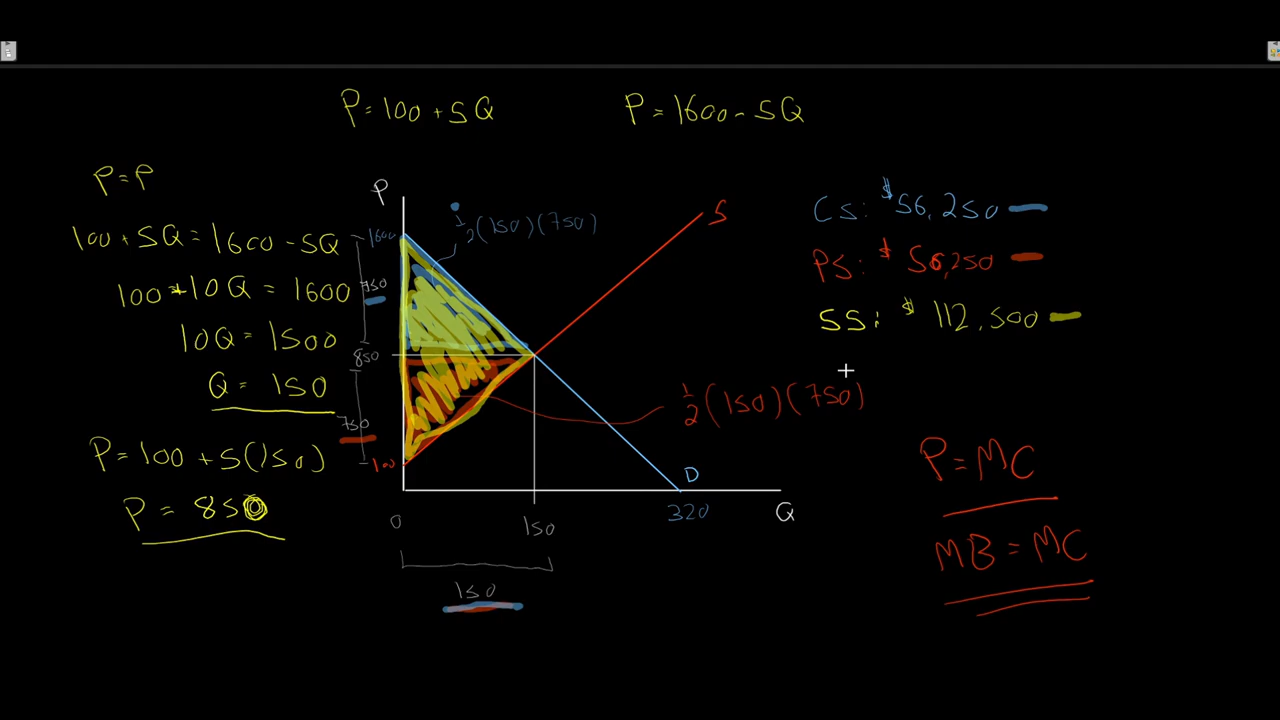 P = 100 + 5Q
P = 1600 - 5Q
P = P
100 + 5Q = 1600 - 5Q
100 + 10Q = 1600
10Q = 1500
Q = 150
P = 100 + 5(150)
P = 850
P
1600
750
850
750
100
1/2 (150)(750)
S
D
0
150
320
Q
150
1/2 (150)(750)
CS: $56,250
PS: $56,250
SS: $112,500
P = MC
MB = MC